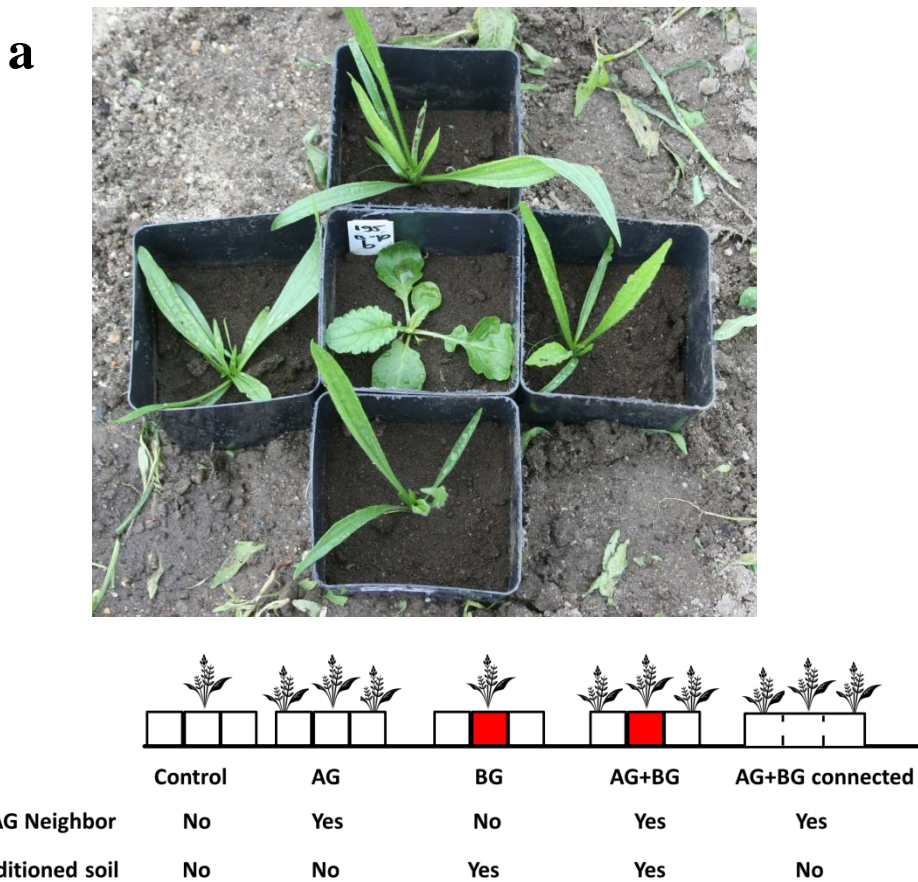 a
195
Control AG BG AG+BG AG+BG connected
AG Neighbor No Yes No Yes Yes
ditioned soil No No Yes Yes No